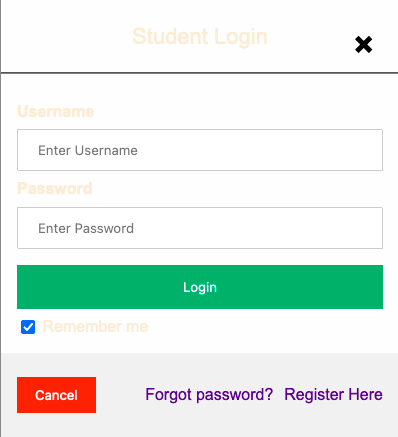 Student Login
✖
Username
Enter Username
Password
Enter Password
Login
Remember me
Cancel Forgot password? Register Here